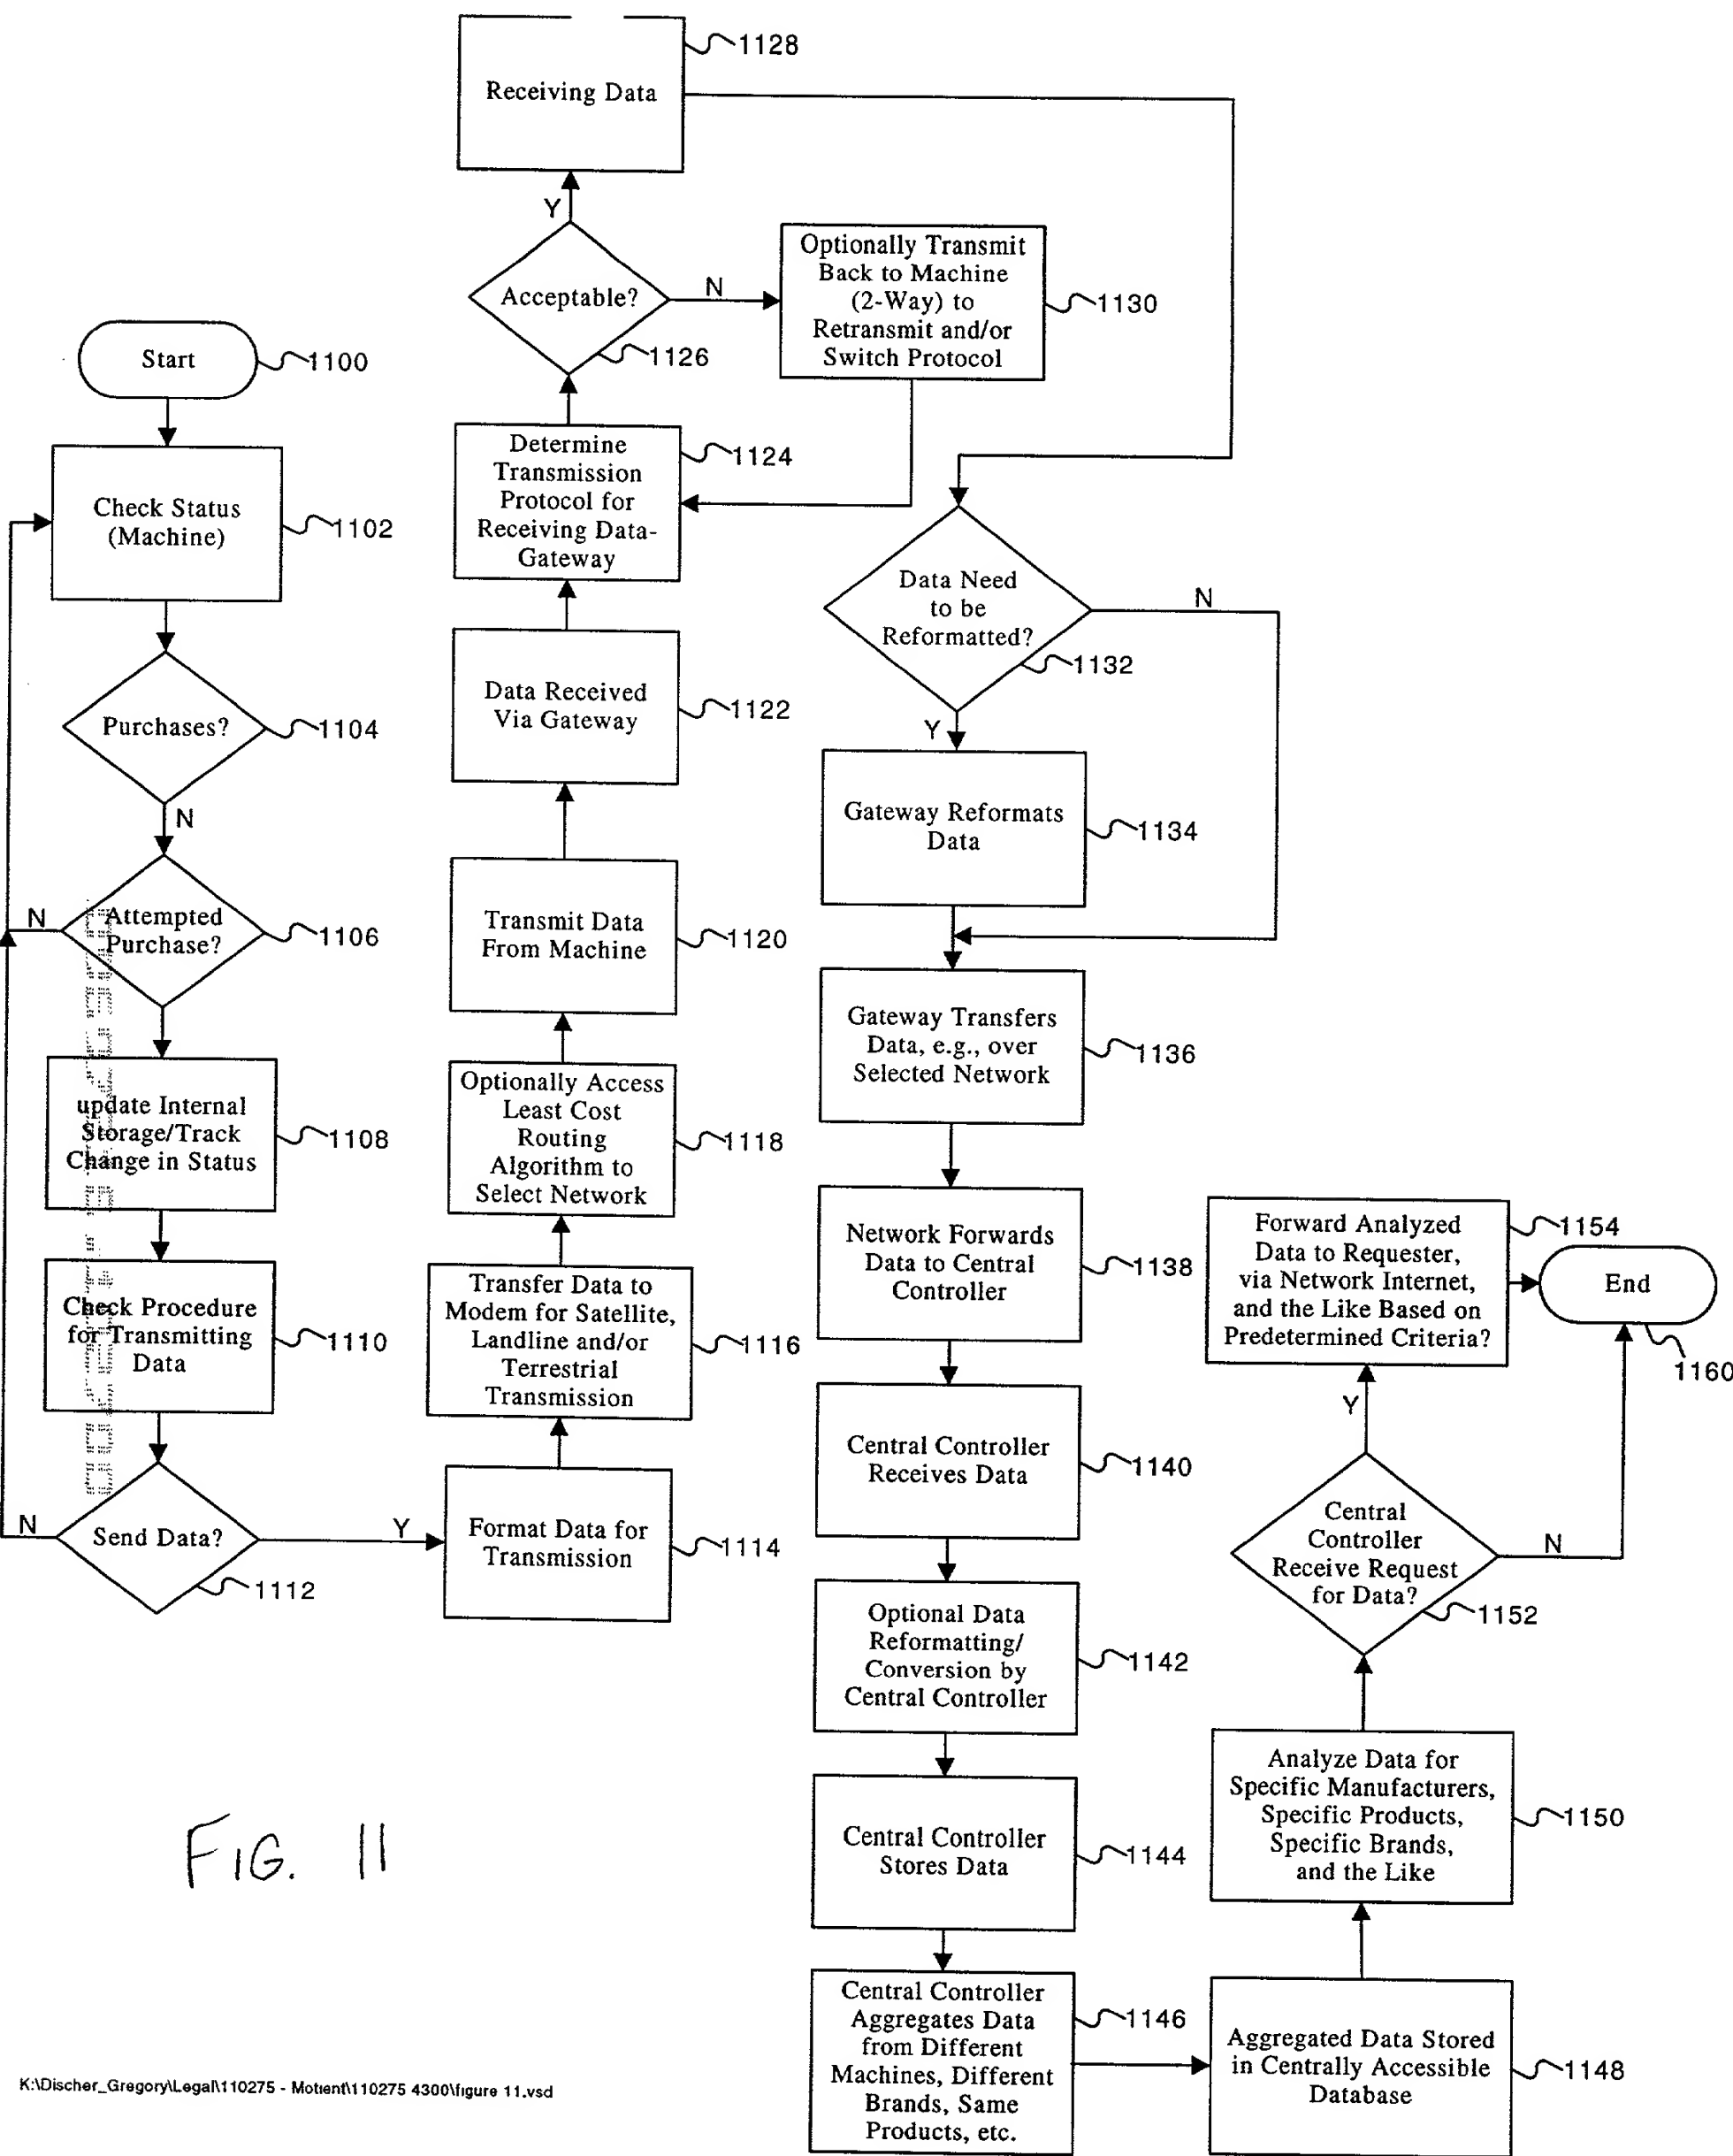 Start
1100
Check Status
(Machine)
1102
Purchases?
1104
N
Attempted
Purchase?
1106
N
update Internal
Storage/Track
Change in Status
1108
Check Procedure
for Transmitting
Data
1110
Send Data?
1112
N
Y
Format Data for
Transmission
1114
Transfer Data to
Modem for Satellite,
Landline and/or
Terrestrial
Transmission
1116
Optionally Access
Least Cost
Routing
Algorithm to
Select Network
1118
Transmit Data
From Machine
1120
Data Received
Via Gateway
1122
Determine
Transmission
Protocol for
Receiving Data-
Gateway
1124
Acceptable?
1126
Y
N
Receiving Data
1128
Optionally Transmit
Back to Machine
(2-Way) to
Retransmit and/or
Switch Protocol
1130
Data Need
to be
Reformatted?
1132
N
Y
Gateway Reformats
Data
1134
Gateway Transfers
Data, e.g., over
Selected Network
1136
Network Forwards
Data to Central
Controller
1138
Central Controller
Receives Data
1140
Optional Data
Reformatting/
Conversion by
Central Controller
1142
Central Controller
Stores Data
1144
Central Controller
Aggregates Data
from Different
Machines, Different
Brands, Same
Products, etc.
1146
Aggregated Data Stored
in Centrally Accessible
Database
1148
Analyze Data for
Specific Manufacturers,
Specific Products,
Specific Brands,
and the Like
1150
Central
Controller
Receive Request
for Data?
1152
Y
N
Forward Analyzed
Data to Requester,
via Network Internet,
and the Like Based on
Predetermined Criteria?
1154
End
1160
FIG. 11
K:\Discher_Gregory\Legal\110275 - Motient\110275 4300\figure 11.vsd